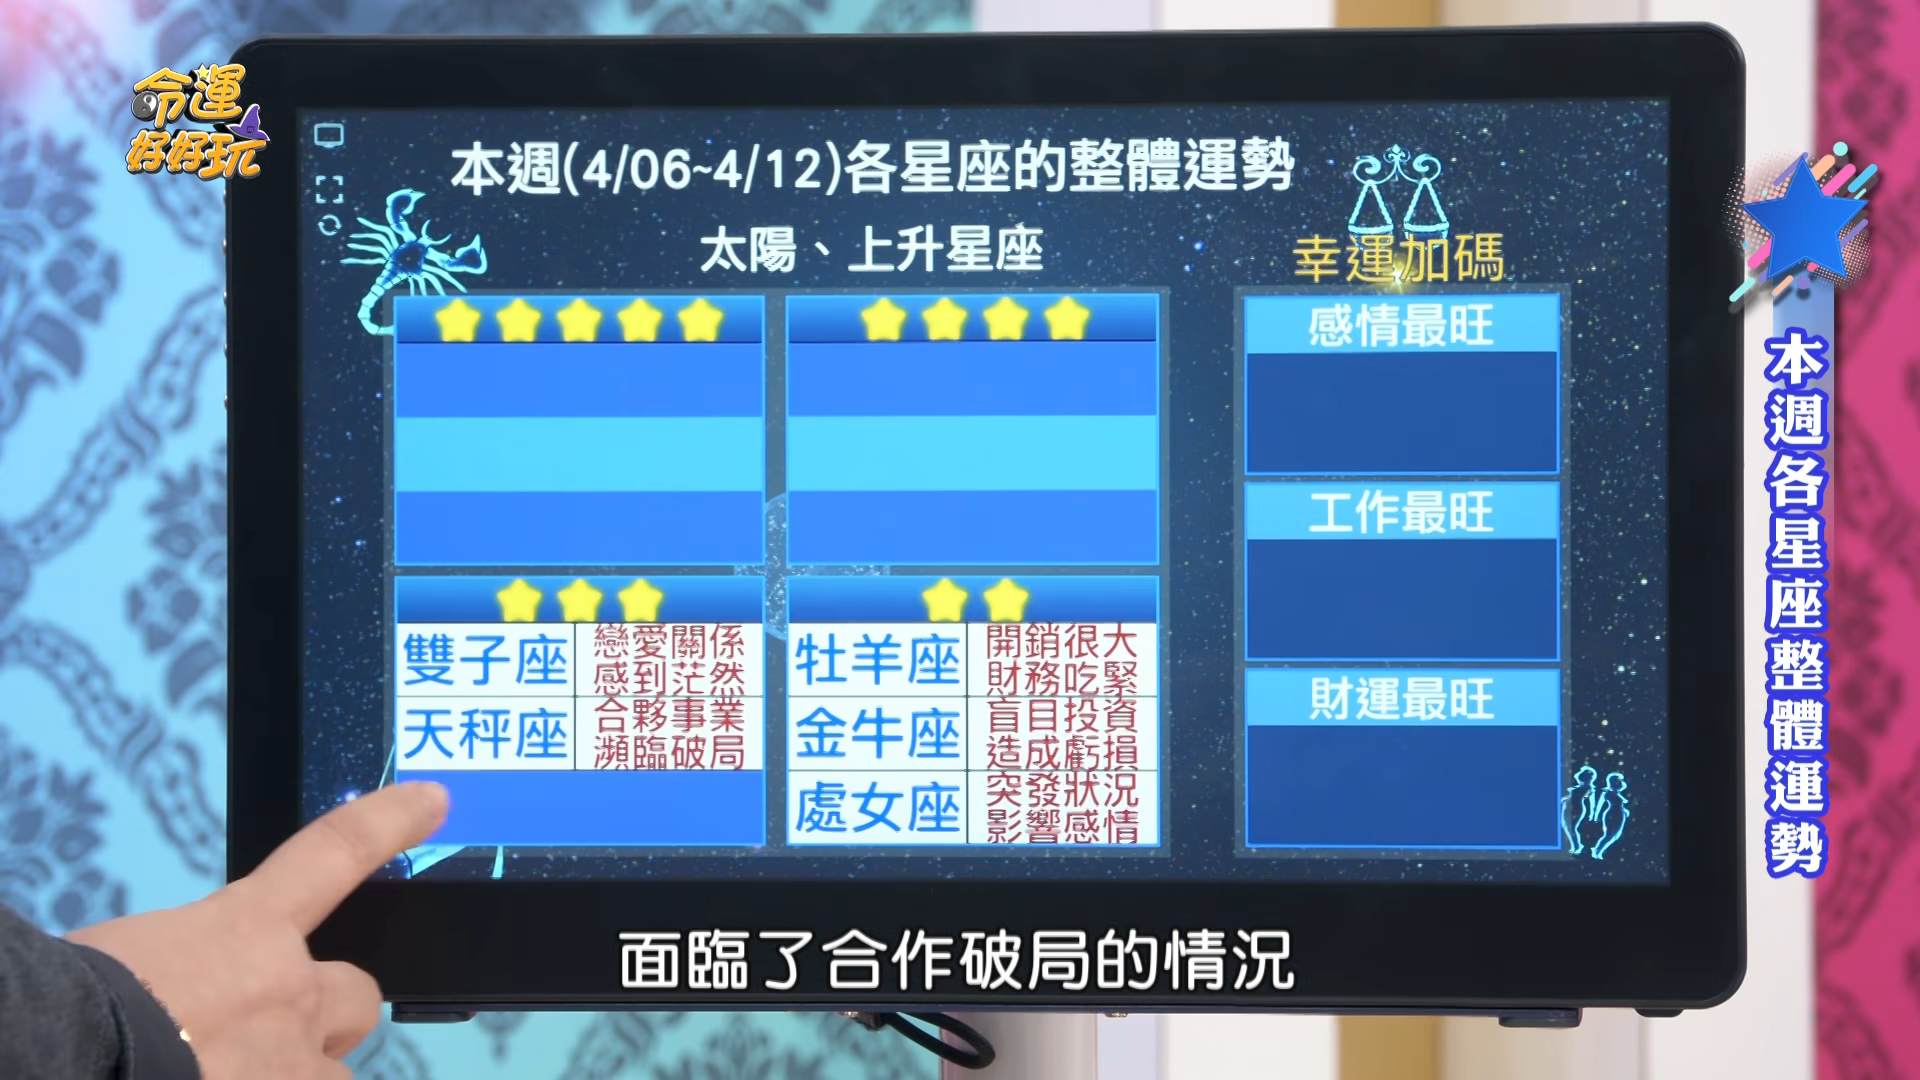 命運
好好玩
本週(4/06~4/12)各星座的整體運勢
太陽、上升星座
幸運加碼
感情最旺
工作最旺
財運最旺
雙子座
戀愛關係
感到茫然
天秤座
合夥事業
瀕臨破局
牡羊座
開銷很大
財務吃緊
金牛座
盲目投資
造成虧損
處女座
突發狀況
影響感情
本週各星座整體運勢
面臨了合作破局的情況